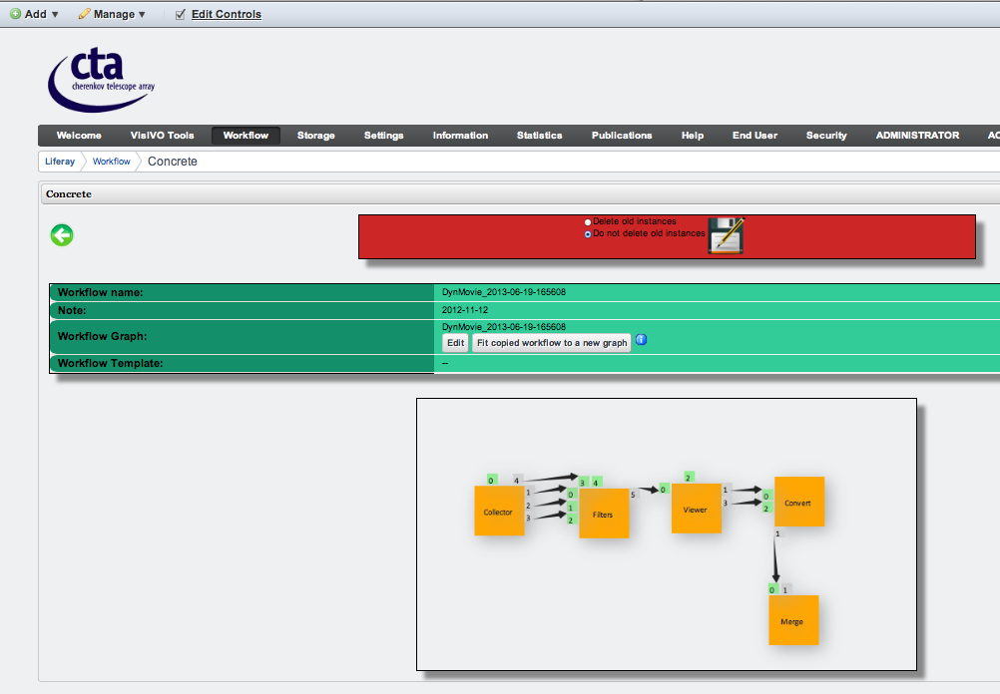 Add ▼ Manage ▼ Edit Controls
cta
cherenkov telescope array
Welcome VisIVO Tools Workflow Storage Settings Information Statistics Publications Help End User Security ADMINISTRATOR AC
Liferay Workflow Concrete
Concrete
Delete old instances
Do not delete old instances
Workflow name: DynMovie_2013-06-19-165608
Note: 2012-11-12
Workflow Graph: DynMovie_2013-06-19-165608
Edit Fit copied workflow to a new graph i
Workflow Template: --
0 4 3 4 2
1 0 5 0 1 0
2 1 3 2
3 2
Collector Filters Viewer Convert
1
0 1
Merge